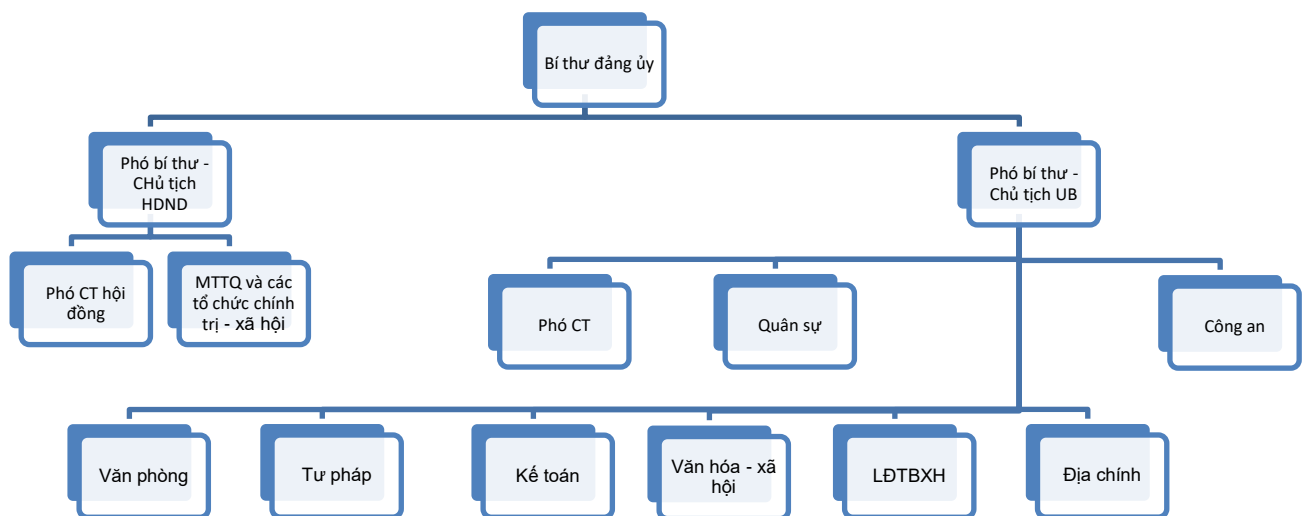 Bí thư đảng ủy
Phó bí thư -
CHủ tịch
HDND
Phó bí thư -
Chủ tịch UB
Phó CT hội
đồng
MTTQ và các
tổ chức chính
trị - xã hội
Phó CT
Quân sự
Công an
Văn phòng
Tư pháp
Kế toán
Văn hóa - xã
hội
LĐTBXH
Địa chính